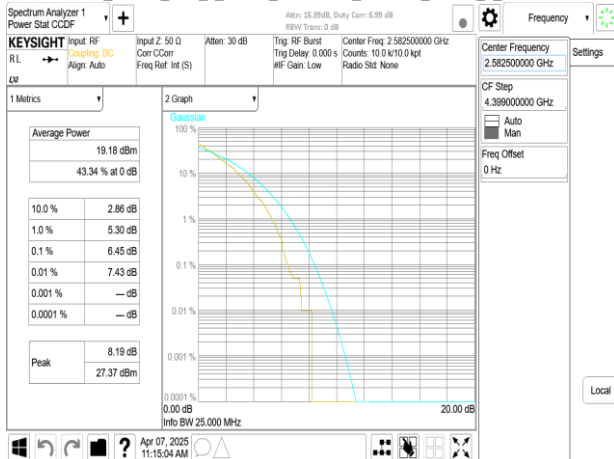 Spectrum Analyzer 1
Power Stat CCDF
Attn: 15.39dB, Duty Corr: 6.99 dB
RBW Trans: 0 dB
Frequency
KEYSIGHT
RL
LXI
Input: RF
Coupling: DC
Align: Auto
Input Z: 50 Ω
Corr CCorr
Freq Ref: Int (S)
Atten: 30 dB
Trig: RF Burst
Trig Delay: 0.000 s
#IF Gain: Low
Center Freq: 2.582500000 GHz
Counts: 10.0 k/10.0 kpt
Radio Std: None
Center Frequency
2.582500000 GHz
Settings
CF Step
4.399000000 GHz
Auto
Man
Freq Offset
0 Hz
Local
1 Metrics
Average Power
19.18 dBm
43.34 % at 0 dB
10.0 % 2.86 dB
1.0 % 5.30 dB
0.1 % 6.45 dB
0.01 % 7.43 dB
0.001 % --- dB
0.0001 % --- dB
Peak
8.19 dB
27.37 dBm
2 Graph
Gaussian
100 %
10 %
1 %
0.1 %
0.01 %
0.001 %
0.0001 %
0.00 dB 20.00 dB
Info BW 25.000 MHz
?
Apr 07, 2025
11:15:04 AM